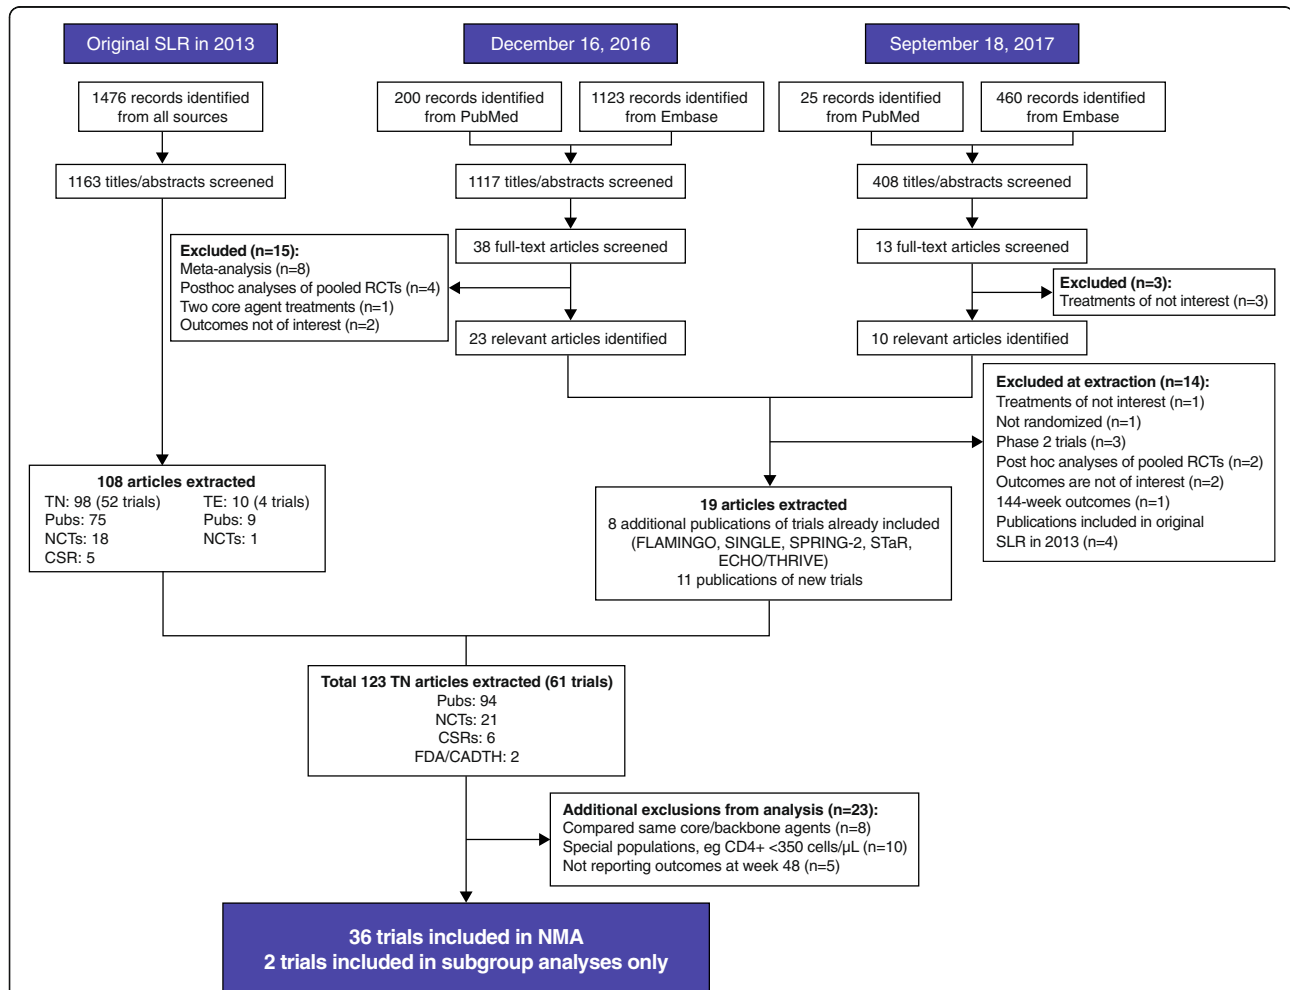 Original SLR in 2013
December 16, 2016
September 18, 2017
1476 records identified
from all sources
200 records identified
from PubMed
1123 records identified
from Embase
25 records identified
from PubMed
460 records identified
from Embase
1163 titles/abstracts screened
1117 titles/abstracts screened
408 titles/abstracts screened
38 full-text articles screened
13 full-text articles screened
Excluded (n=15):
Meta-analysis (n=8)
Posthoc analyses of pooled RCTs (n=4)
Two core agent treatments (n=1)
Outcomes not of interest (n=2)
Excluded (n=3):
Treatments of not interest (n=3)
23 relevant articles identified
10 relevant articles identified
Excluded at extraction (n=14):
Treatments of not interest (n=1)
Not randomized (n=1)
Phase 2 trials (n=3)
Post hoc analyses of pooled RCTs (n=2)
Outcomes are not of interest (n=2)
144-week outcomes (n=1)
Publications included in original
SLR in 2013 (n=4)
108 articles extracted
TN: 98 (52 trials)
Pubs: 75
NCTs: 18
CSR: 5
TE: 10 (4 trials)
Pubs: 9
NCTs: 1
19 articles extracted
8 additional publications of trials already included
(FLAMINGO, SINGLE, SPRING-2, STaR,
ECHO/THRIVE)
11 publications of new trials
Total 123 TN articles extracted (61 trials)
Pubs: 94
NCTs: 21
CSRs: 6
FDA/CADTH: 2
Additional exclusions from analysis (n=23):
Compared same core/backbone agents (n=8)
Special populations, eg CD4+ <350 cells/µL (n=10)
Not reporting outcomes at week 48 (n=5)
36 trials included in NMA
2 trials included in subgroup analyses only